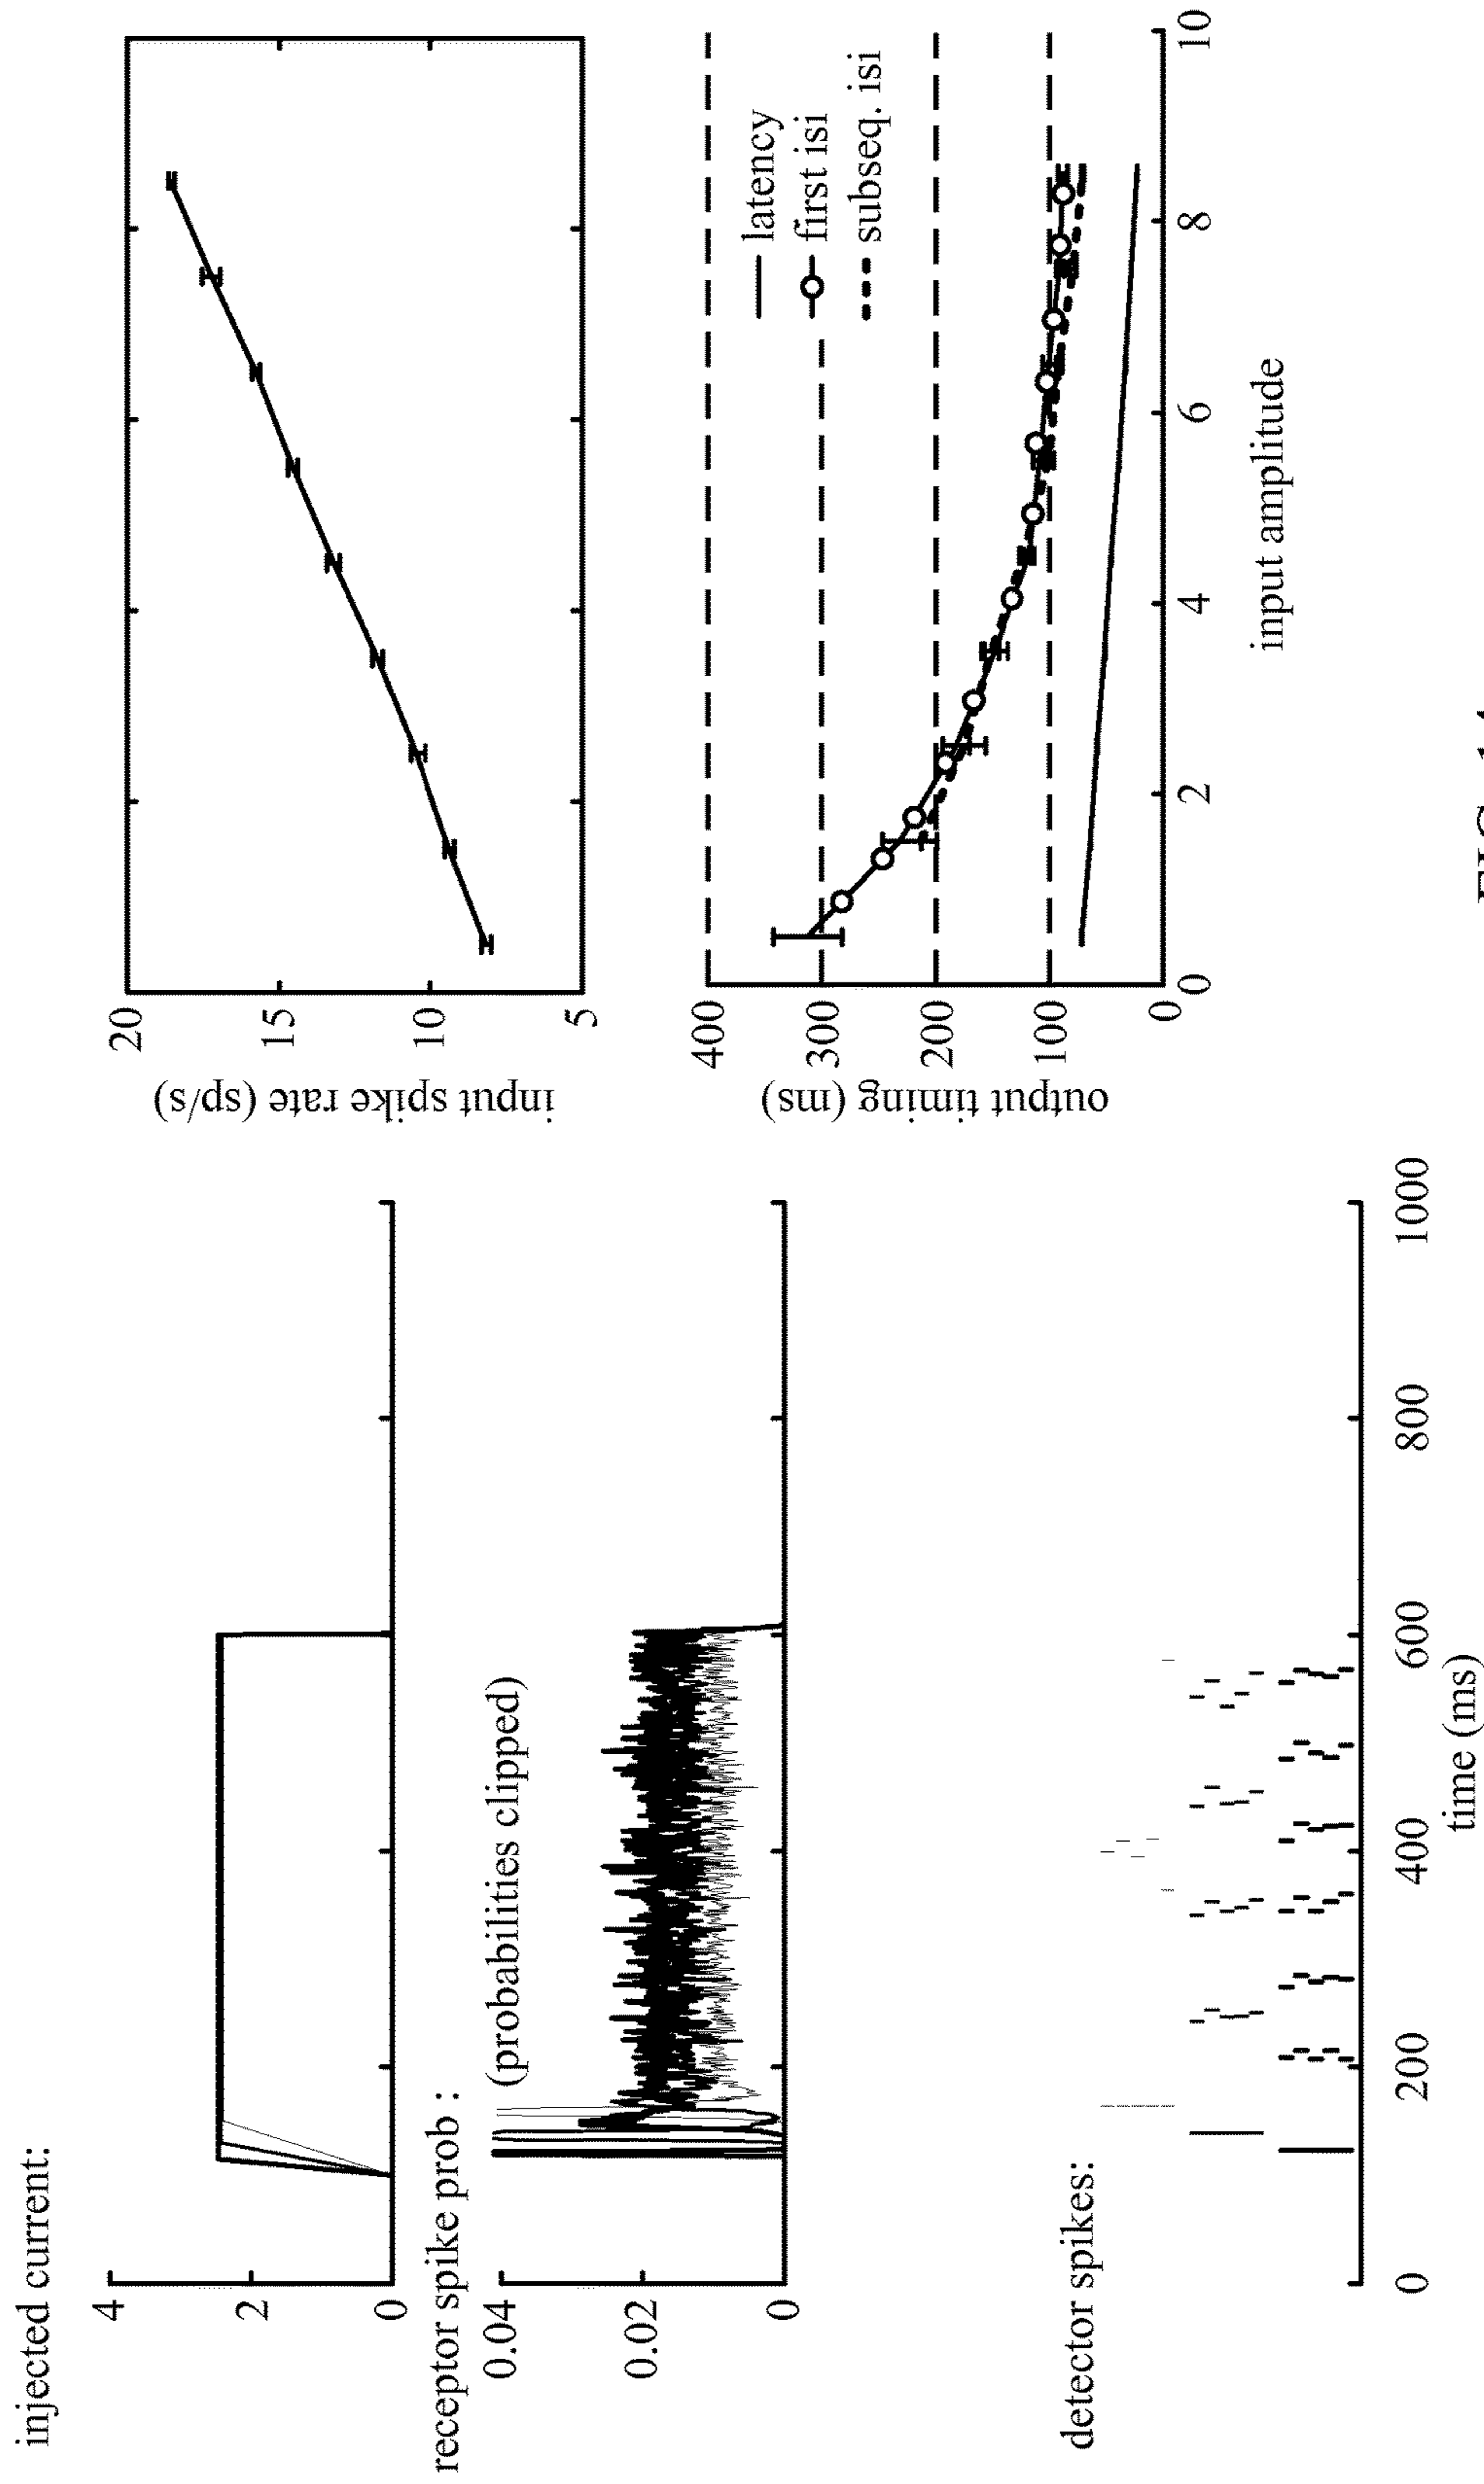 injected current:
4
2
0
receptor spike prob :
0.04
(probabilities clipped)
0.02
0
detector spikes:
0
200
400
600
800
1000
time (ms)
20
15
10
5
input spike rate (sp/s)
400
300
200
100
0
output timing (ms)
latency
first isi
subseq. isi
0
2
4
6
8
10
input amplitude